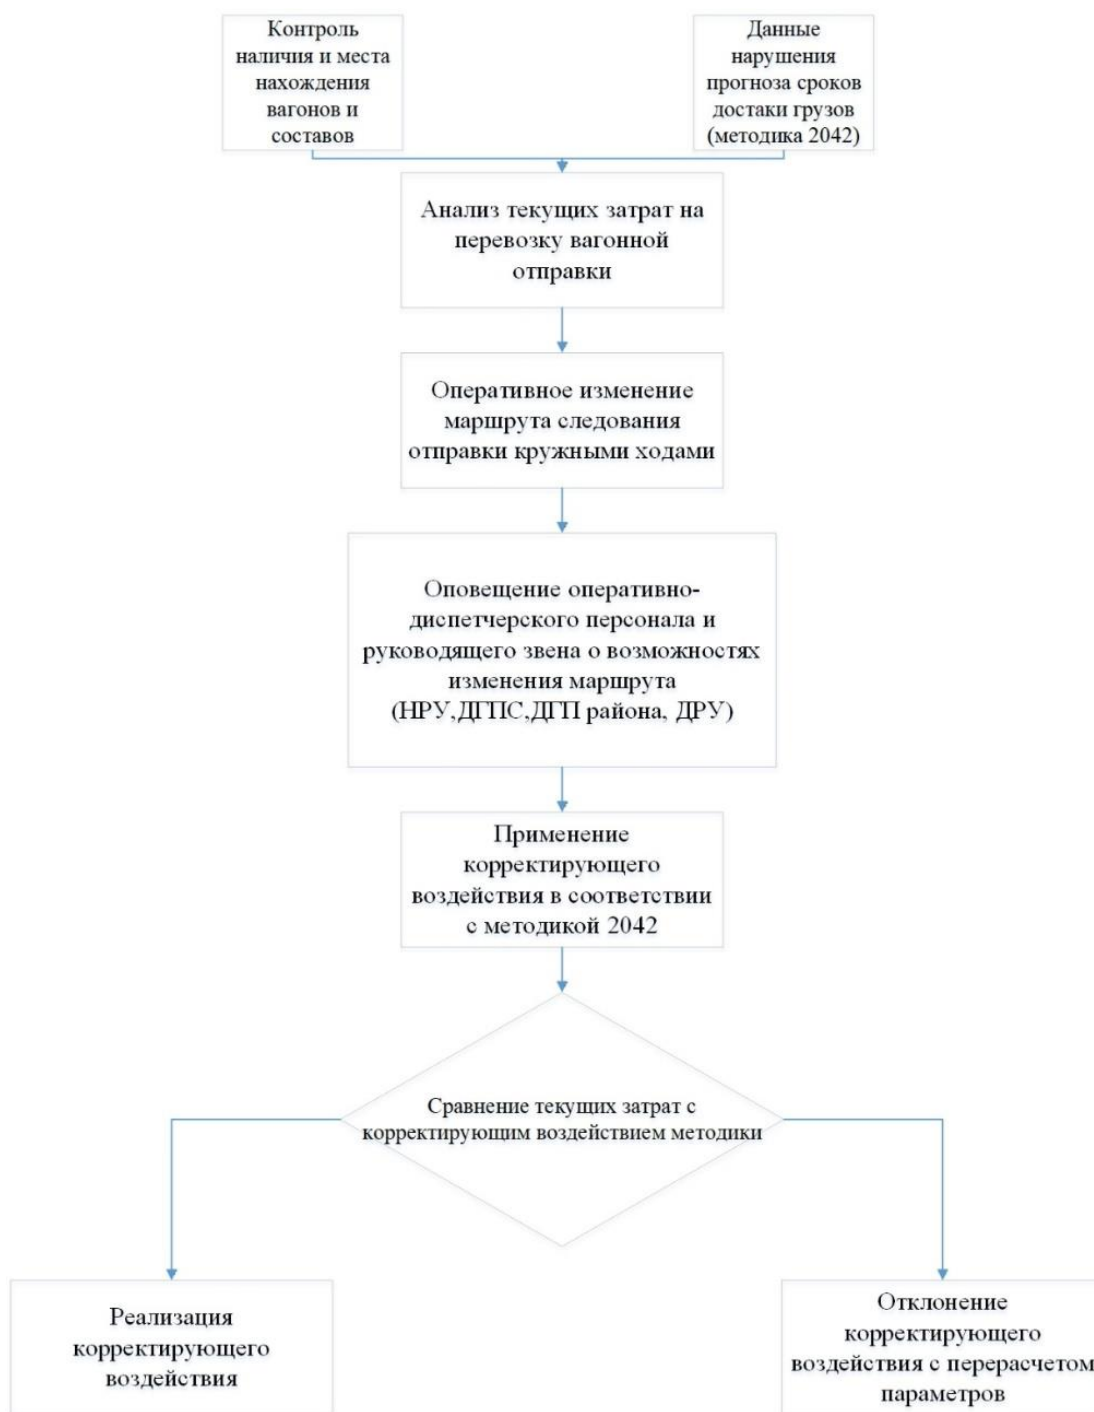 Контроль
наличия и места
нахождения
вагонов и
составов
Данные
нарушения
прогноза сроков
достаки грузов
(методика 2042)
Анализ текущих затрат на
перевозку вагонной
отправки
Оперативное изменение
маршрута следования
отправки кружными ходами
Оповещение оперативно-
диспетчерского персонала и
руководящего звена о возможностях
изменения маршрута
(НРУ,ДГПС,ДГП района, ДРУ)
Применение
корректирующего
воздействия в соответствии
с методикой 2042
Сравнение текущих затрат с
корректирующим воздействием методики
Реализация
корректирующего
воздействия
Отклонение
корректирующего
воздействия с перерасчетом
параметров